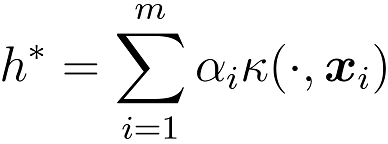 h^* = \sum_{i=1}^{m} \alpha_i \kappa(\cdot, \boldsymbol{x}_i)